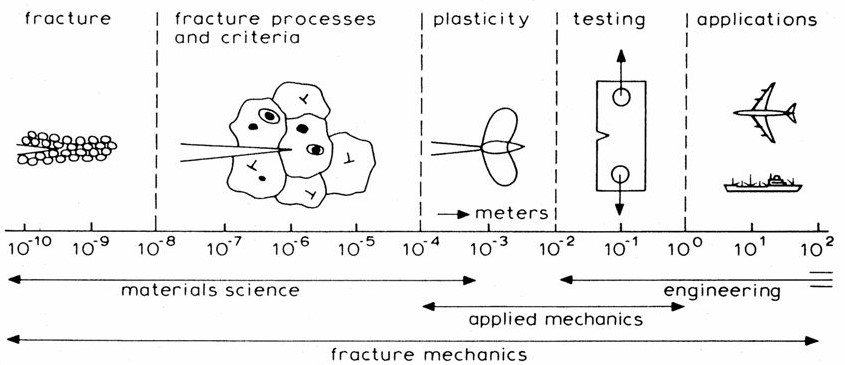 fracture
fracture processes
and criteria
plasticity
testing
applications
meters
10⁻¹⁰ 10⁻⁹ 10⁻⁸ 10⁻⁷ 10⁻⁶ 10⁻⁵ 10⁻⁴ 10⁻³ 10⁻² 10⁻¹ 10⁰ 10¹ 10²
materials science
engineering
applied mechanics
fracture mechanics